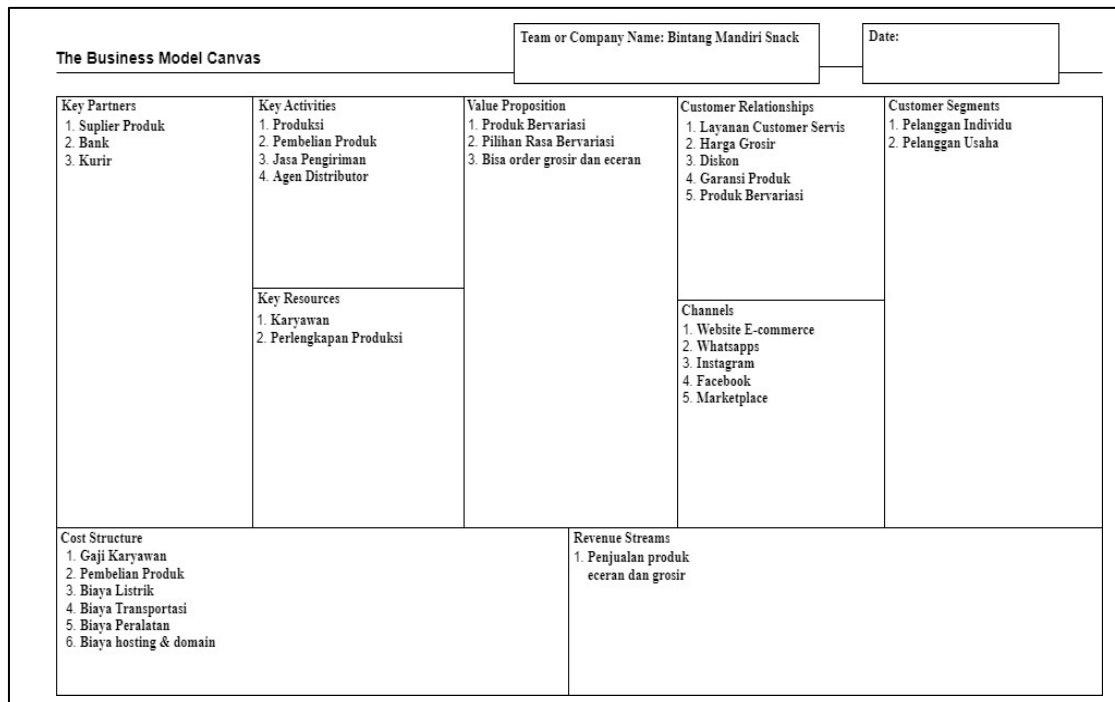 The Business Model Canvas
Team or Company Name: Bintang Mandiri Snack
Date:
Key Partners
1. Suplier Produk
2. Bank
3. Kurir
Key Activities
1. Produksi
2. Pembelian Produk
3. Jasa Pengiriman
4. Agen Distributor
Key Resources
1. Karyawan
2. Perlengkapan Produksi
Value Proposition
1. Produk Bervariasi
2. Pilihan Rasa Bervariasi
3. Bisa order grosir dan eceran
Customer Relationships
1. Layanan Customer Servis
2. Harga Grosir
3. Diskon
4. Garansi Produk
5. Produk Bervariasi
Channels
1. Website E-commerce
2. Whatsapps
3. Instagram
4. Facebook
5. Marketplace
Customer Segments
1. Pelanggan Individu
2. Pelanggan Usaha
Cost Structure
1. Gaji Karyawan
2. Pembelian Produk
3. Biaya Listrik
4. Biaya Transportasi
5. Biaya Peralatan
6. Biaya hosting & domain
Revenue Streams
1. Penjualan produk
eceran dan grosir